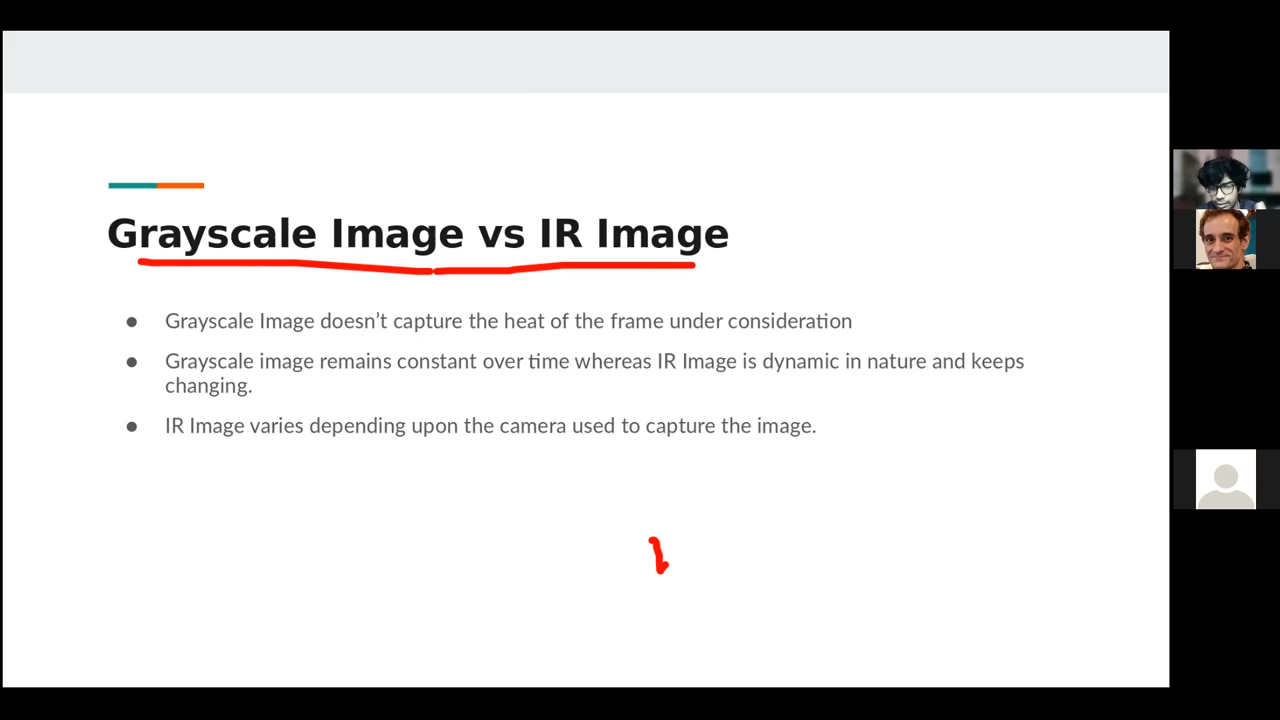 Grayscale Image vs IR Image
● Grayscale Image doesn’t capture the heat of the frame under consideration
● Grayscale image remains constant over time whereas IR Image is dynamic in nature and keeps
changing.
● IR Image varies depending upon the camera used to capture the image.